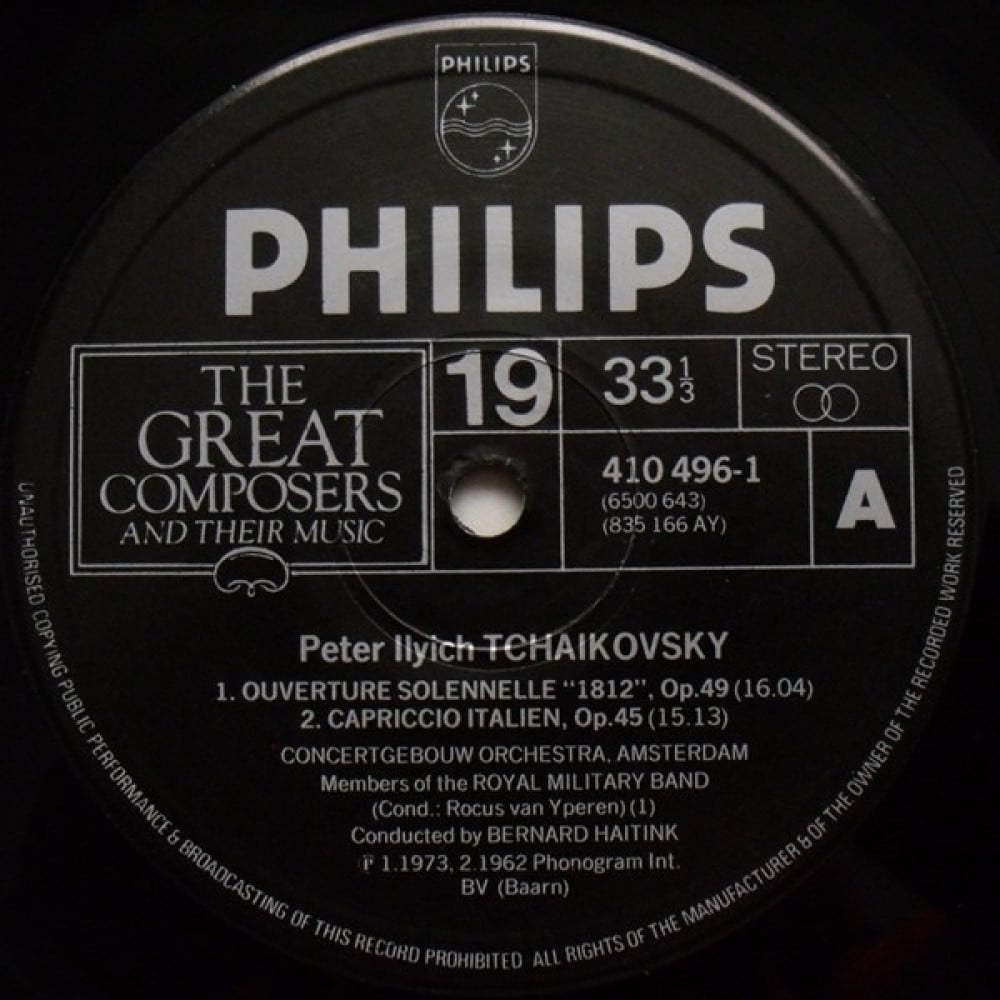 PHILIPS
PHILIPS
THE
GREAT
COMPOSERS
AND THEIR MUSIC
19
33⅓
STEREO
410 496-1
(6500 643)
(835 166 AY)
A
Peter Ilyich TCHAIKOVSKY
1. OUVERTURE SOLENNELLE "1812", Op.49 (16.04)
2. CAPRICCIO ITALIEN, Op.45 (15.13)
CONCERTGEBOUW ORCHESTRA, AMSTERDAM
Members of the ROYAL MILITARY BAND
(Cond.: Rocus van Yperen) (1)
Conducted by BERNARD HAITINK
℗ 1.1973, 2.1962 Phonogram Int.
BV (Baarn)
UNAUTHORISED COPYING PUBLIC PERFORMANCE & BROADCASTING OF THIS RECORD PROHIBITED ALL RIGHTS OF THE MANUFACTURER & OF THE OWNER OF THE RECORDED WORK RESERVED